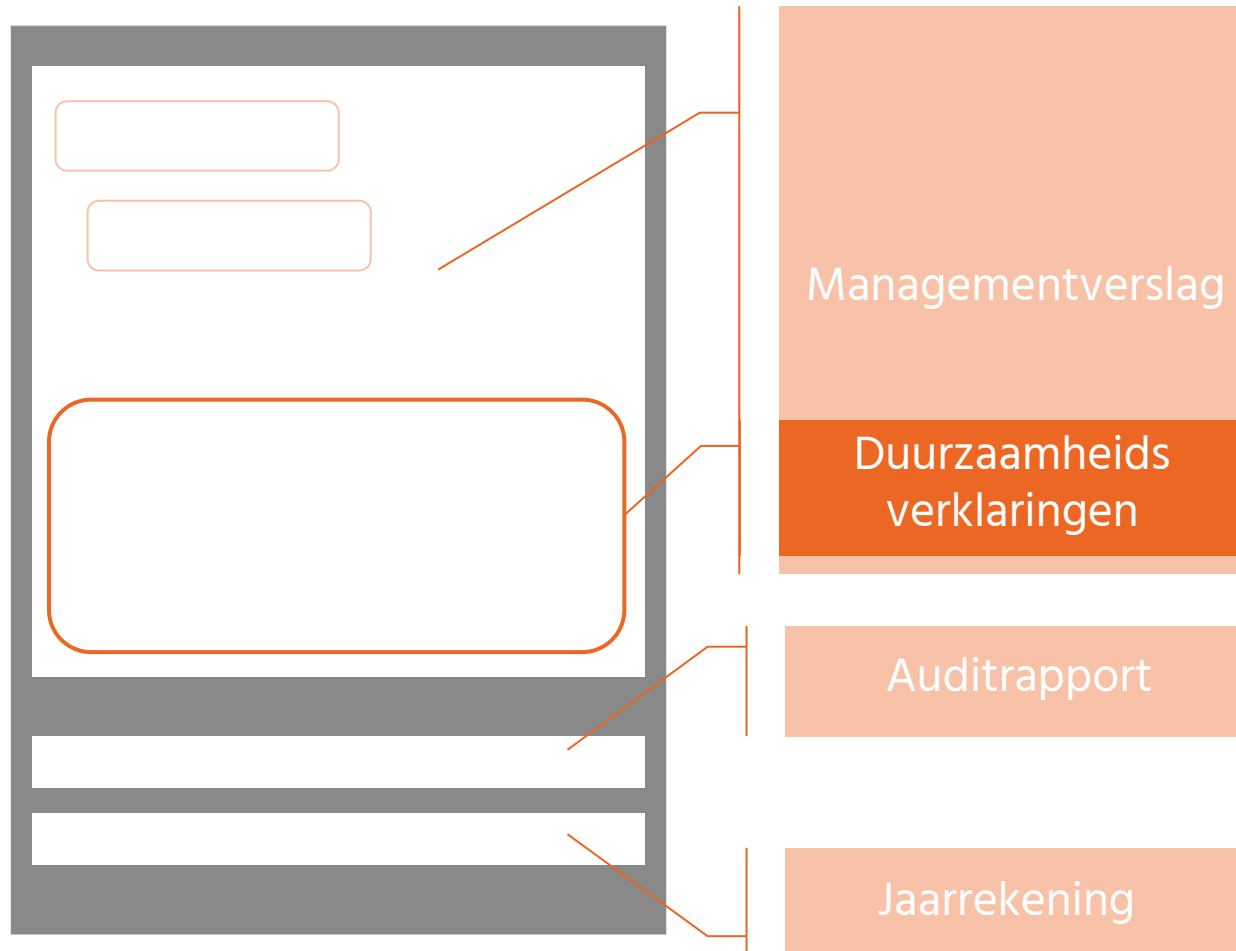 Managementverslag
Duurzaamheids
verklaringen
Auditrapport
Jaarrekening